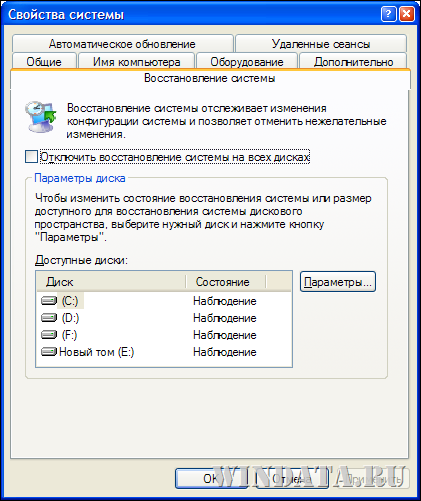 Свойства системы
Автоматическое обновление
Удаленные сеансы
Общие
Имя компьютера
Оборудование
Дополнительно
Восстановление системы
Восстановление системы отслеживает изменения
конфигурации системы и позволяет отменить нежелательные
изменения.
Отключить восстановление системы на всех дисках
Параметры диска
Чтобы изменить состояние восстановления системы или размер
доступного для восстановления системы дискового
пространства, выберите нужный диск и нажмите кнопку
"Параметры".
Доступные диски:
Диск Состояние
(C:) Наблюдение
(D:) Наблюдение
(F:) Наблюдение
Новый том (E:) Наблюдение
Параметры...
OK
Отмена
Применить
WINDATA.RU